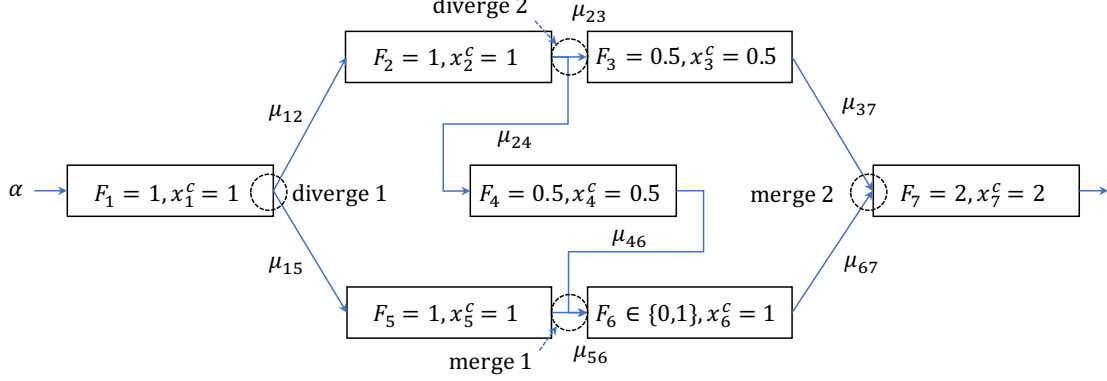 diverge 2
μ₂₃
F₂ = 1, x₂ᶜ = 1
F₃ = 0.5, x₃ᶜ = 0.5
μ₁₂
μ₃₇
μ₂₄
α
F₁ = 1, x₁ᶜ = 1
diverge 1
F₄ = 0.5, x₄ᶜ = 0.5
merge 2
F₇ = 2, x₇ᶜ = 2
μ₄₆
μ₁₅
μ₆₇
F₅ = 1, x₅ᶜ = 1
F₆ ∈ {0,1}, x₆ᶜ = 1
merge 1
μ₅₆